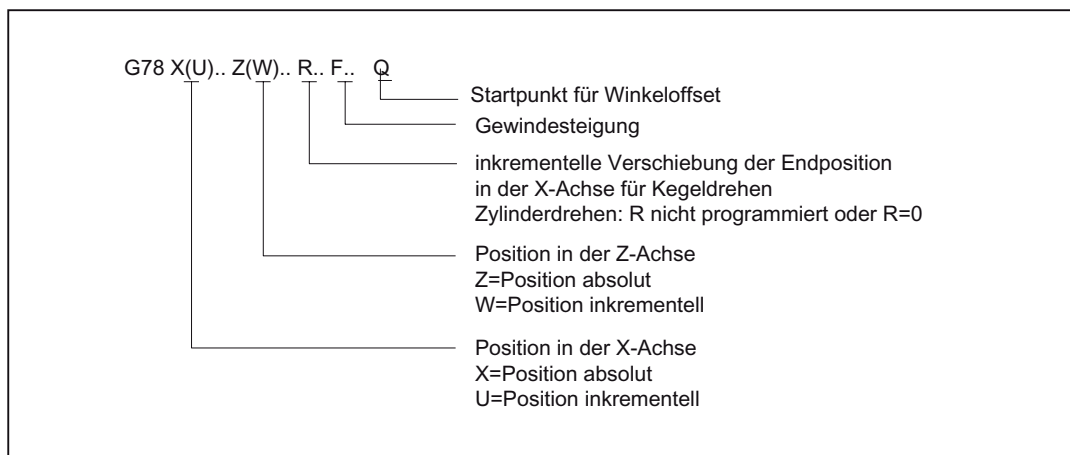 G78 X(U).. Z(W).. R.. F.. Q
Startpunkt für Winkeloffset
Gewindesteigung
inkrementelle Verschiebung der Endposition
in der X-Achse für Kegeldrehen
Zylinderdrehen: R nicht programmiert oder R=0
Position in der Z-Achse
Z=Position absolut
W=Position inkrementell
Position in der X-Achse
X=Position absolut
U=Position inkrementell